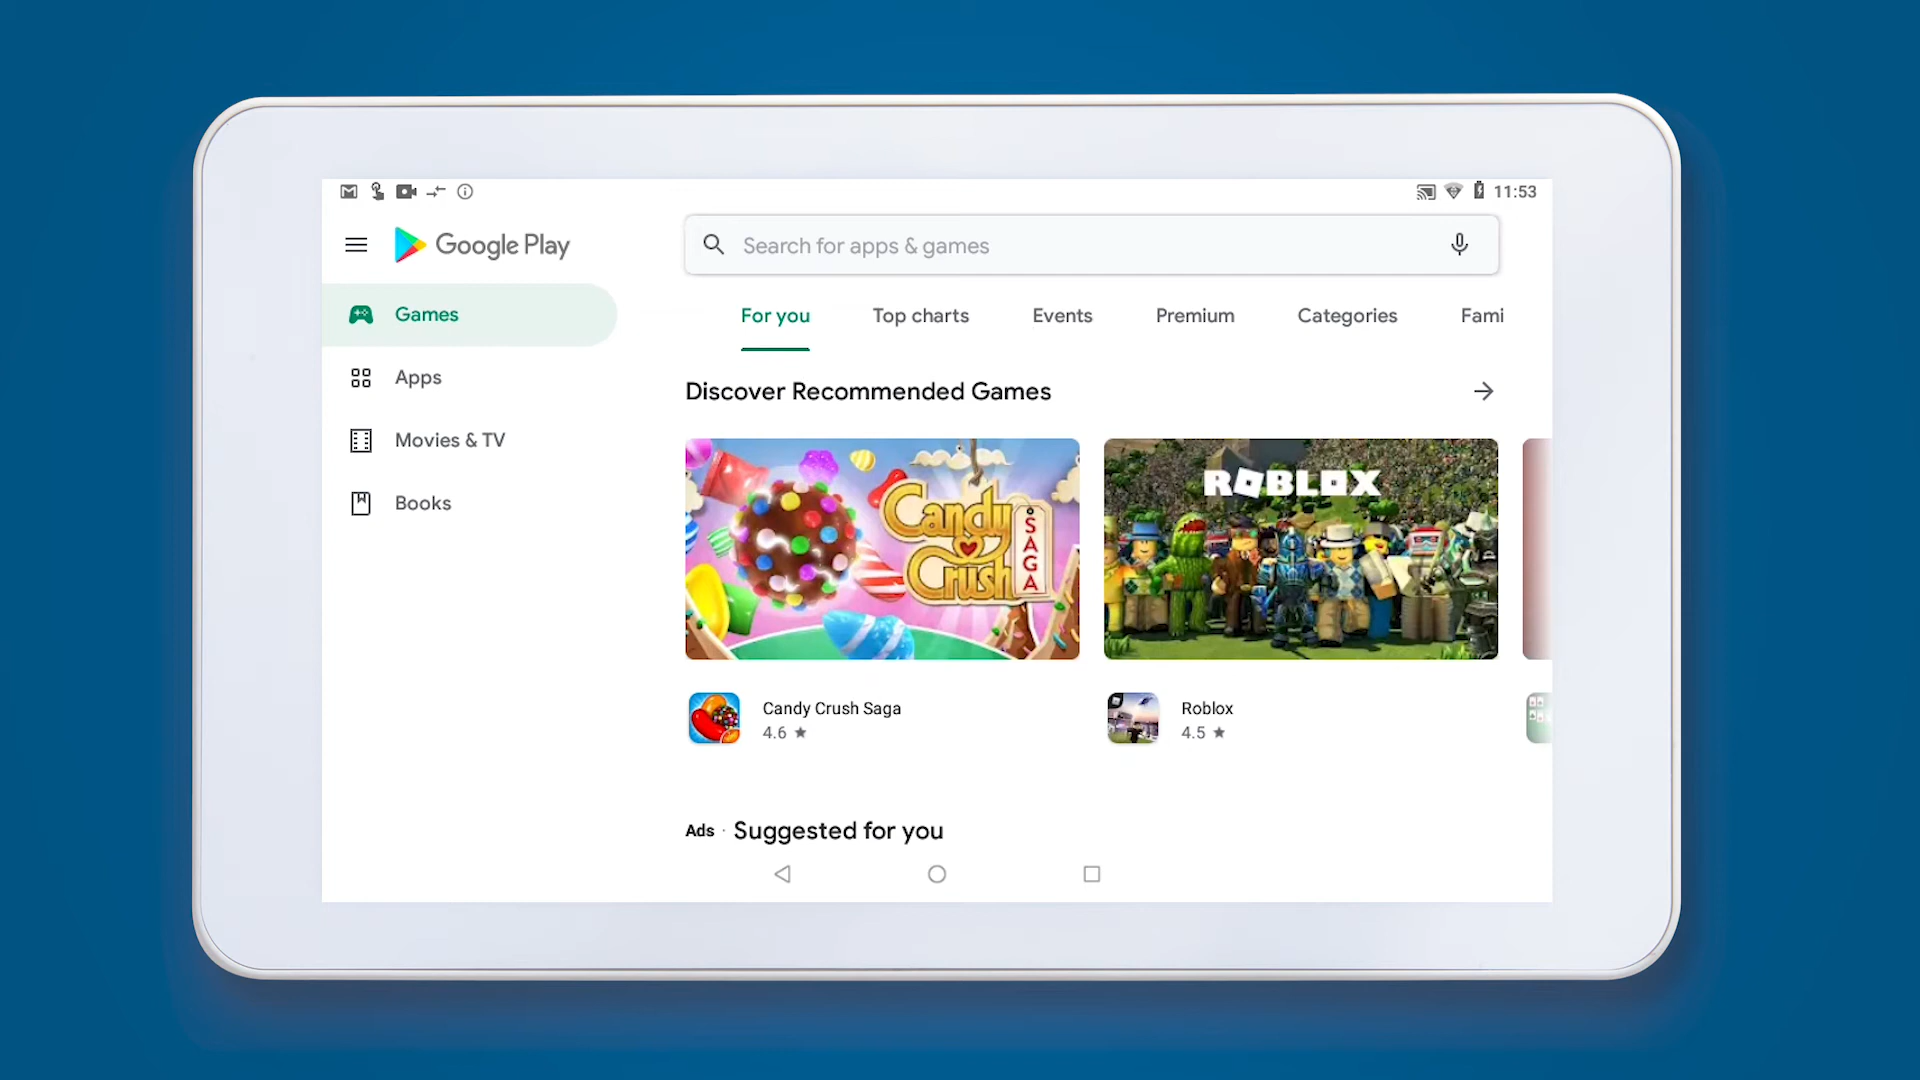 11:53
Google Play
Search for apps & games
Games
Apps
Movies & TV
Books
For you
Top charts
Events
Premium
Categories
Fami
Discover Recommended Games
Candy
Crush
SAGA
ROBLOX
Candy Crush Saga
4.6 ★
Roblox
4.5 ★
Ads · Suggested for you